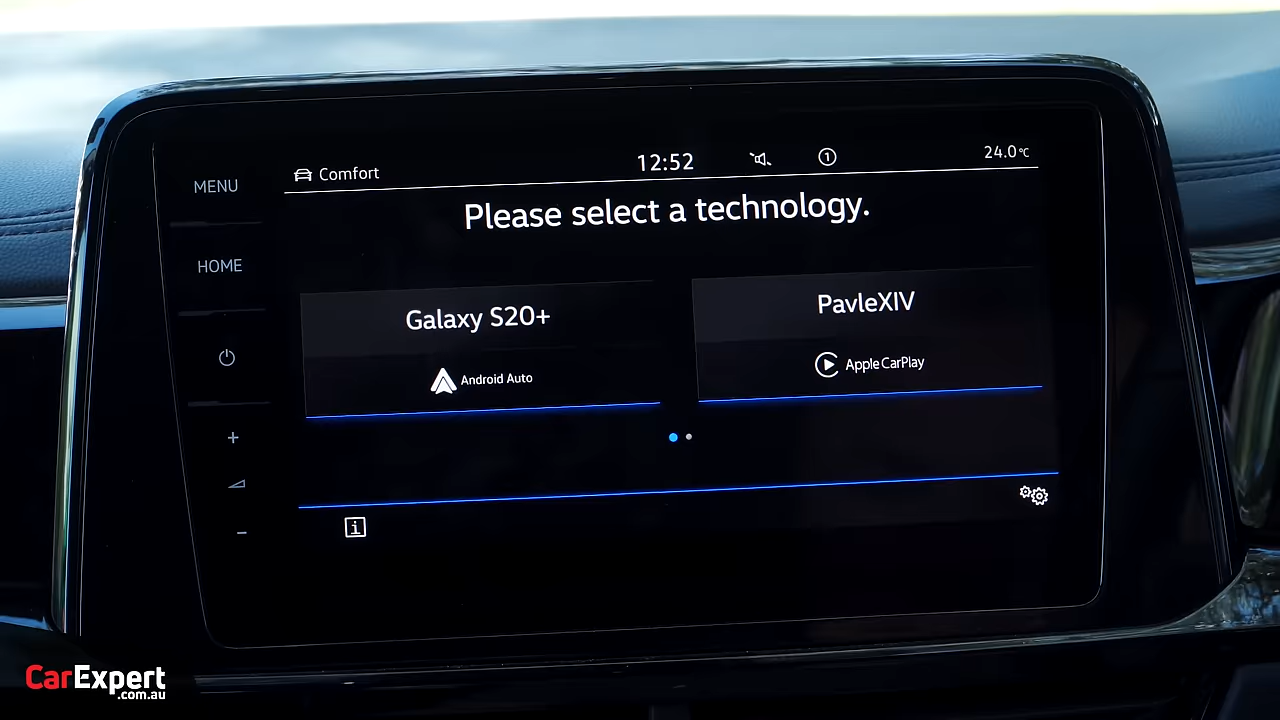 Comfort 12:52 1 24.0°C
MENU
Please select a technology.
HOME
Galaxy S20+
PavleXIV
Android Auto
Apple CarPlay
+
−
i
CarExpert
.com.au